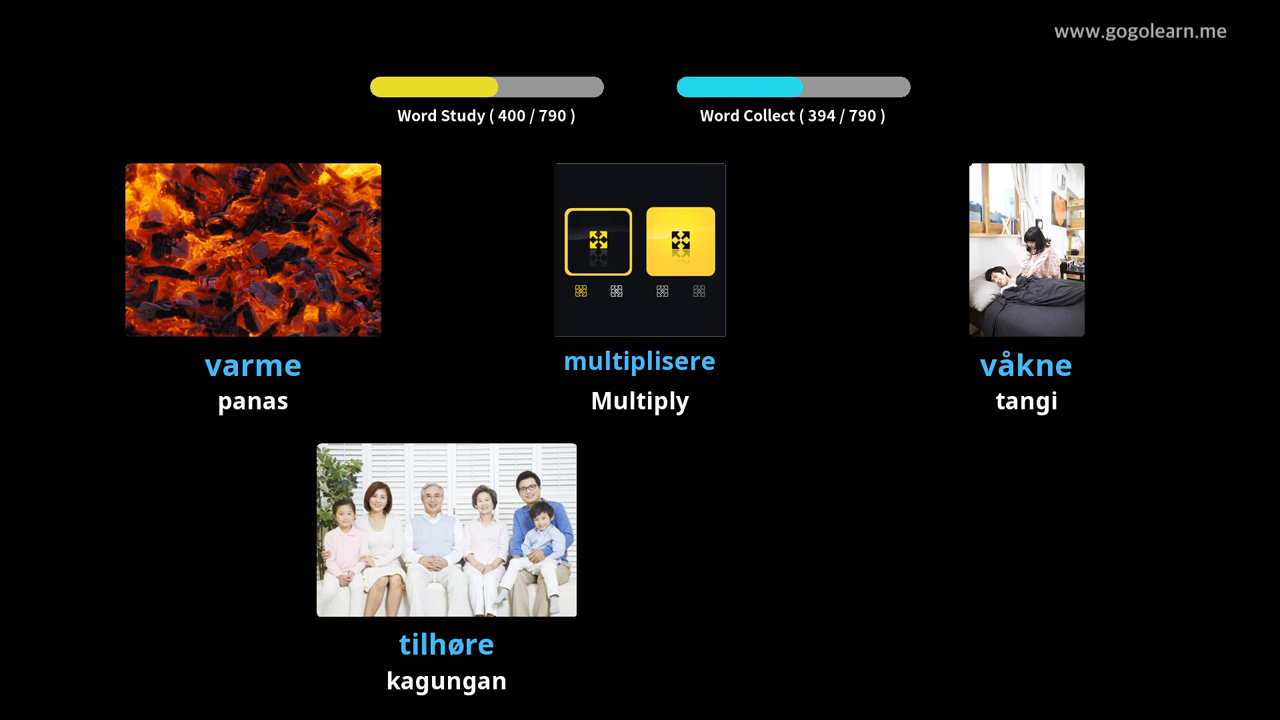 www.gogolearn.me
Word Study ( 400 / 790 )
Word Collect ( 394 / 790 )
varme
panas
multiplisere
Multiply
våkne
tangi
tilhøre
kagungan